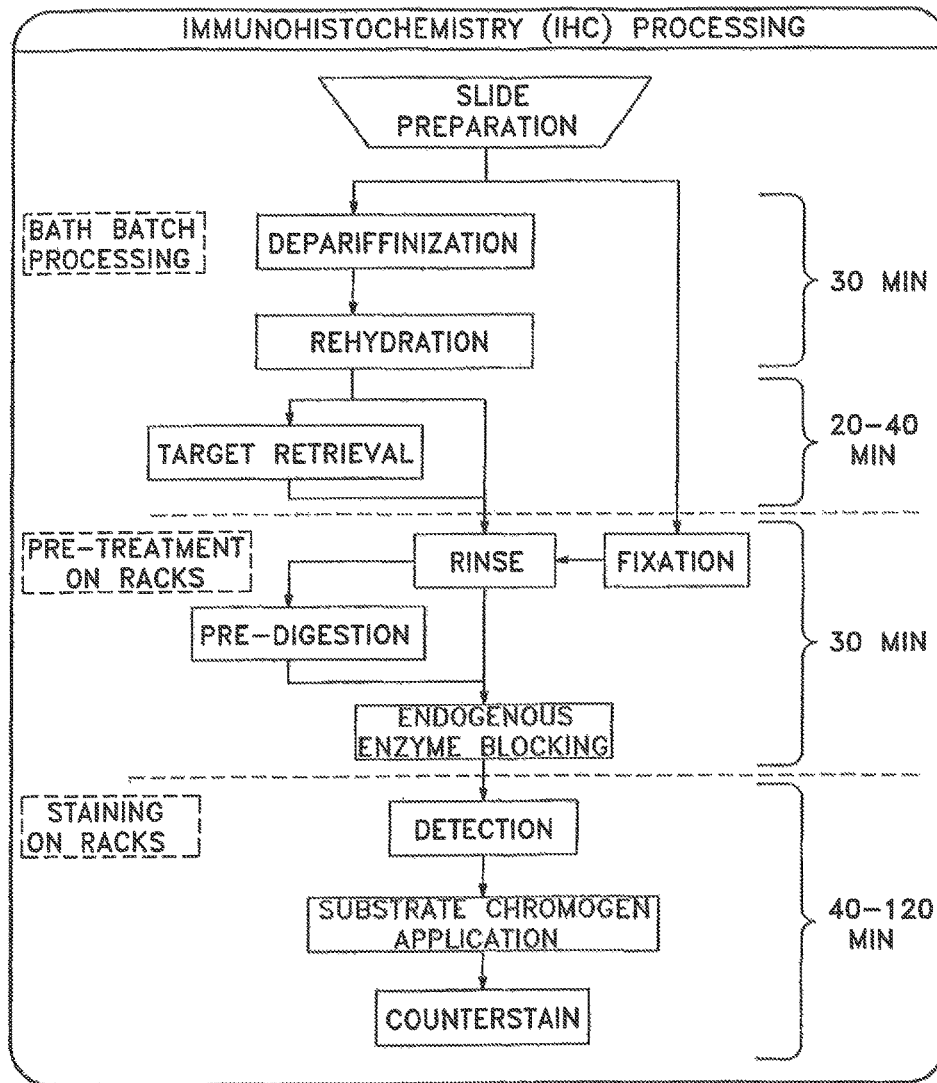 IMMUNOHISTOCHEMISTRY (IHC) PROCESSING
SLIDE
PREPARATION
BATH BATCH
PROCESSING
DEPARIFFINIZATION
30 MIN
REHYDRATION
TARGET RETRIEVAL
20-40
MIN
PRE-TREATMENT
ON RACKS
RINSE
FIXATION
PRE-DIGESTION
30 MIN
ENDOGENOUS
ENZYME BLOCKING
STAINING
ON RACKS
DETECTION
SUBSTRATE CHROMOGEN
APPLICATION
40-120
MIN
COUNTERSTAIN